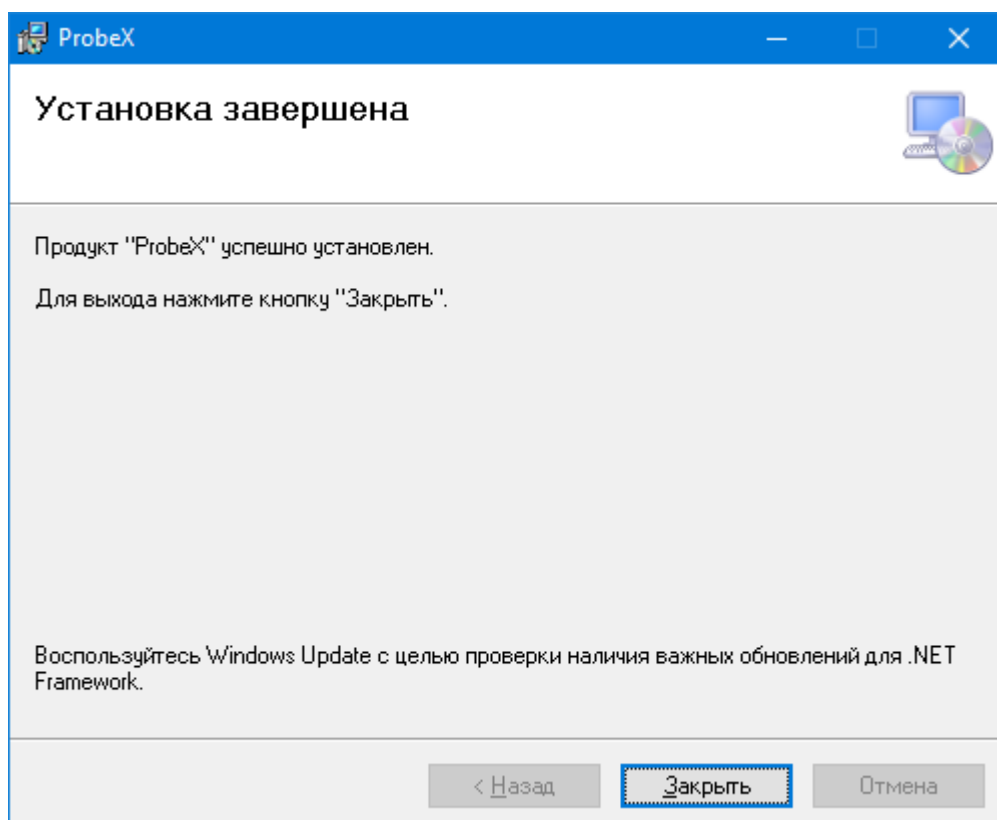 ProbeX
Установка завершена
Продукт "ProbeX" успешно установлен.
Для выхода нажмите кнопку "Закрыть".
Воспользуйтесь Windows Update с целью проверки наличия важных обновлений для .NET
Framework.
< Назад
Закрыть
Отмена